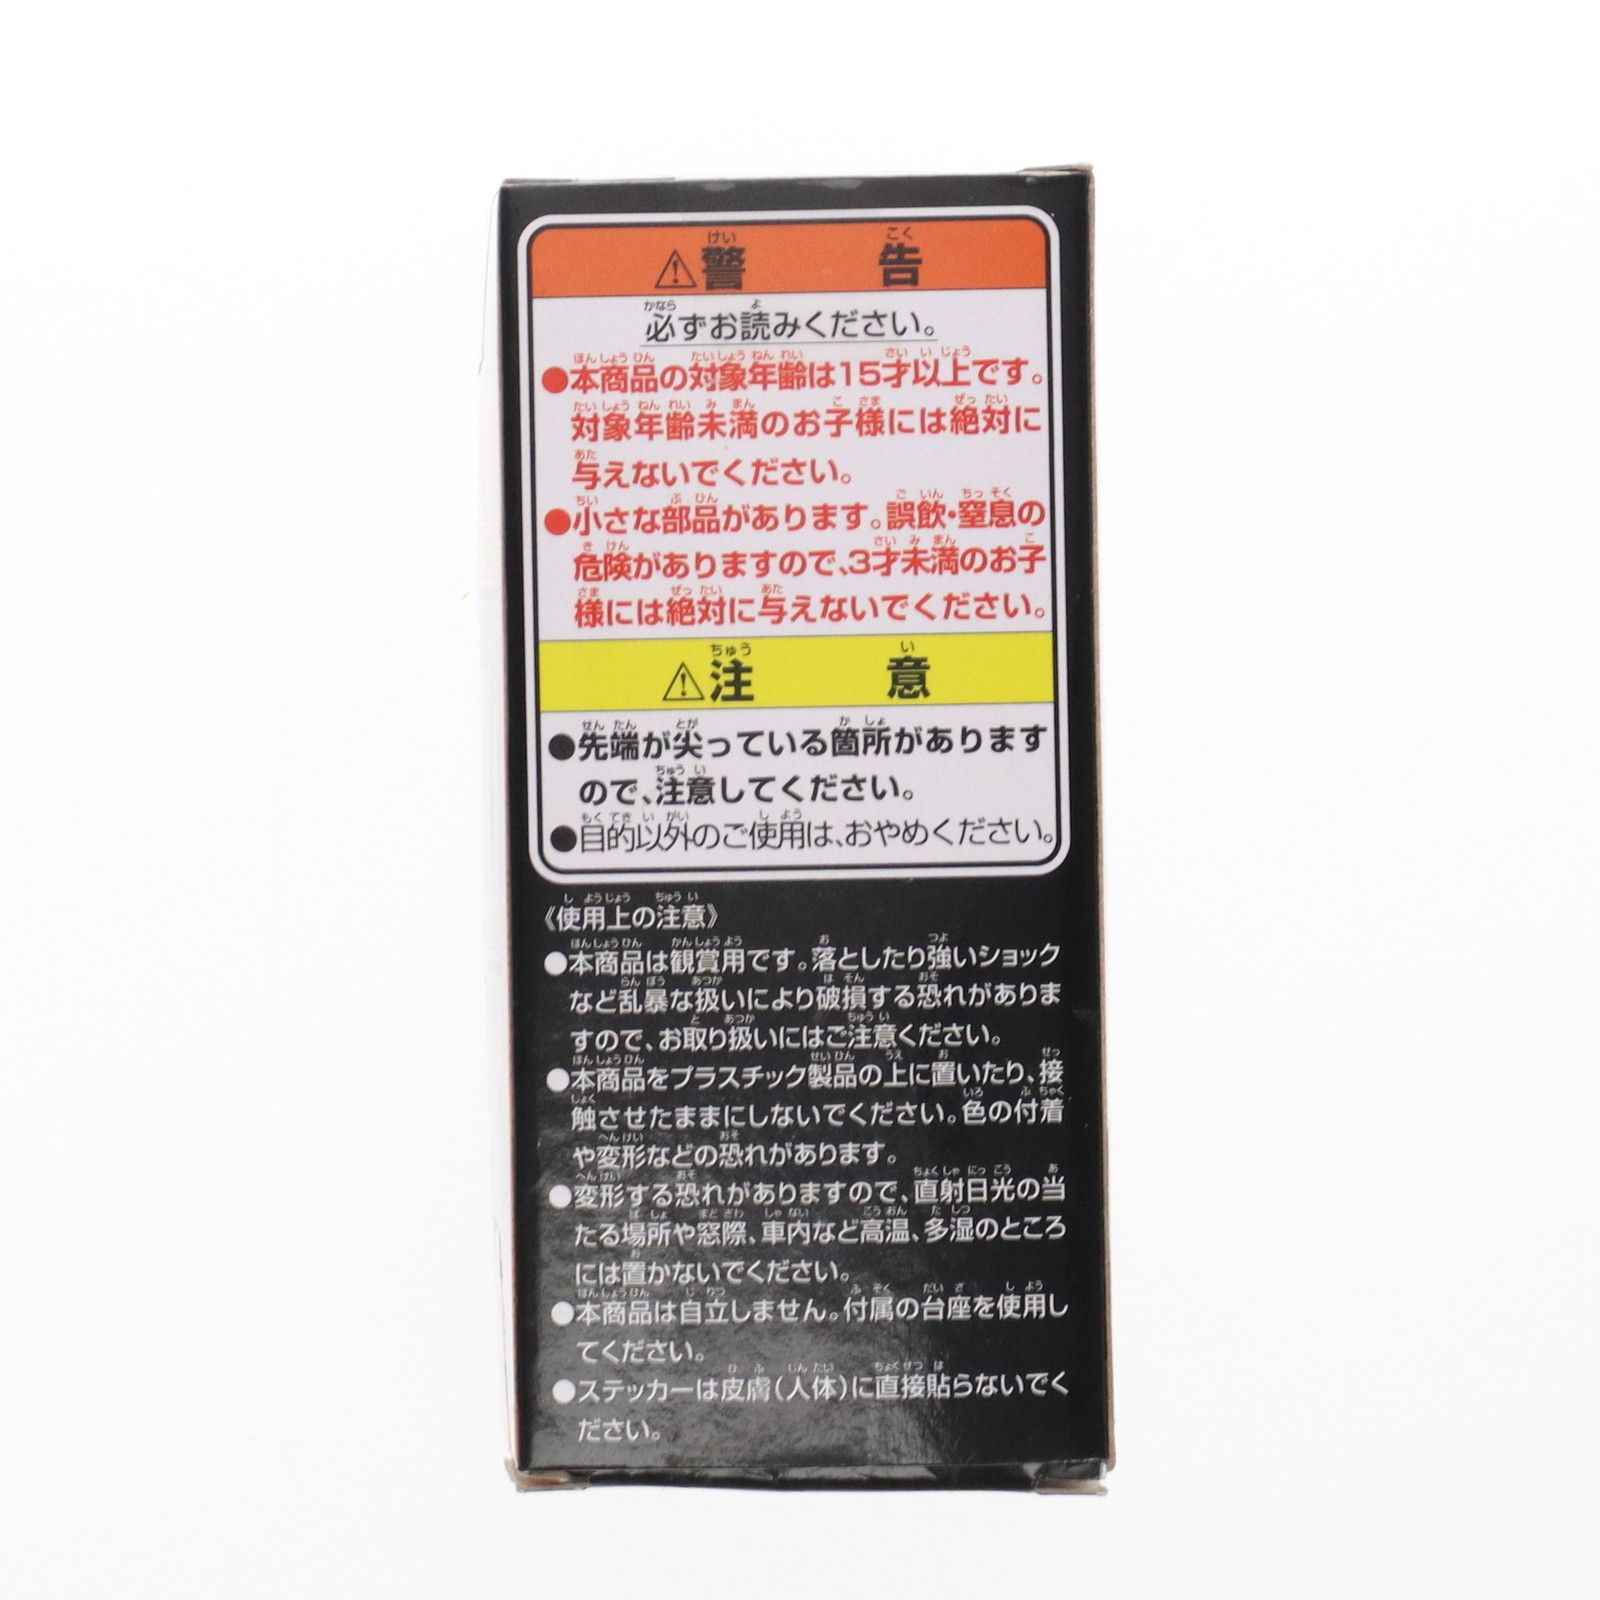 ⚠警告
必ずお読みください。
●本商品の対象年齢は15才以上です。
対象年齢未満のお子様には絶対に
与えないでください。
●小さな部品があります。誤飲・窒息の
危険がありますので、3才未満のお子
様には絶対に与えないでください。
⚠注意
●先端が尖っている箇所があります
ので、注意してください。
●目的以外のご使用は、おやめください。
《使用上の注意》
●本商品は観賞用です。落としたり強いショック
など乱暴な扱いにより破損する恐れがありま
すので、お取り扱いにはご注意ください。
●本商品をプラスチック製品の上に置いたり、接
触させたままにしないでください。色の付着
や変形などの恐れがあります。
●変形する恐れがありますので、直射日光の当
たる場所や窓際、車内など高温、多湿のところ
には置かないでください。
●本商品は自立しません。付属の台座を使用し
てください。
●ステッカーは皮膚(人体)に直接貼らないでく
ださい。